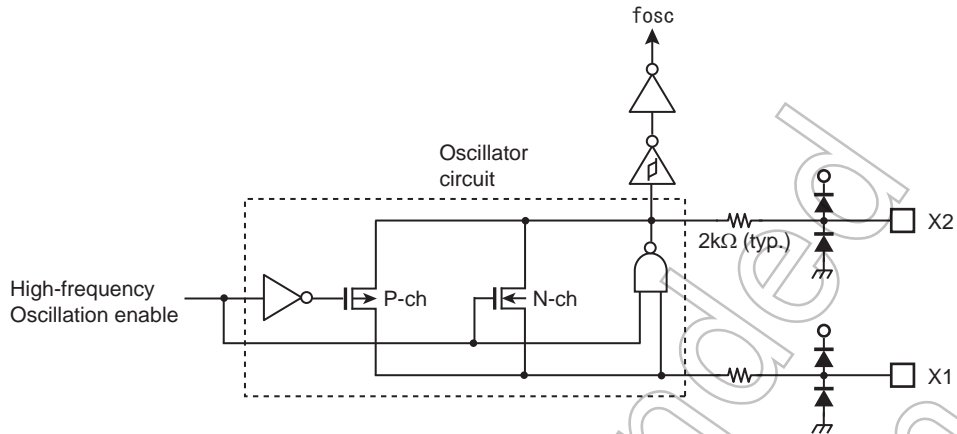 fosc
Oscillator
circuit
2kΩ (typ.)
X2
High-frequency
Oscillation enable
P-ch
N-ch
X1